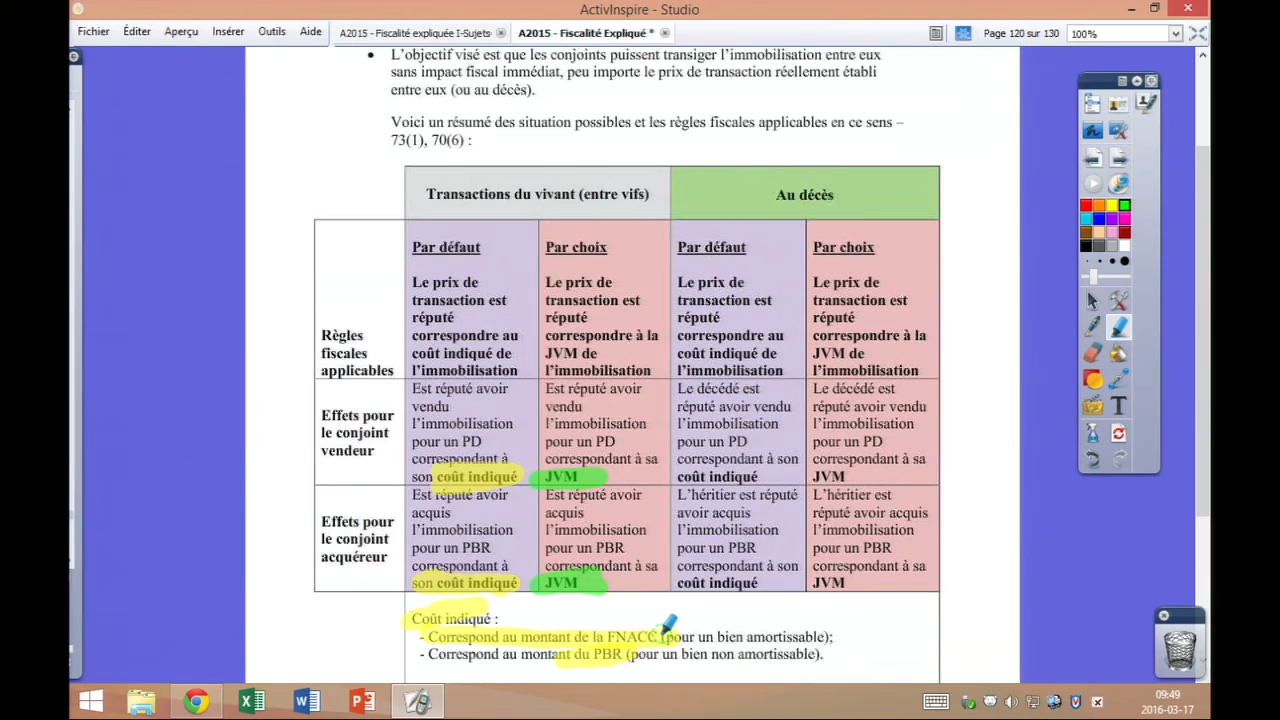 ActivInspire - Studio
Fichier Éditer Aperçu Insérer Outils Aide
A2015 - Fiscalité expliquée I-Sujets
A2015 - Fiscalité Expliqué *
Page 120 sur 130
100%
• L'objectif visé est que les conjoints puissent transiger l'immobilisation entre eux
sans impact fiscal immédiat, peu importe le prix de transaction réellement établi
entre eux (ou au décès).
Voici un résumé des situation possibles et les règles fiscales applicables en ce sens –
73(1), 70(6) :
Transactions du vivant (entre vifs)
Au décès
Règles
fiscales
applicables
Par défaut
Le prix de
transaction est
réputé
correspondre au
coût indiqué de
l'immobilisation
Par choix
Le prix de
transaction est
réputé
correspondre à la
JVM de
l'immobilisation
Par défaut
Le prix de
transaction est
réputé
correspondre au
coût indiqué de
l'immobilisation
Par choix
Le prix de
transaction est
réputé
correspondre à la
JVM de
l'immobilisation
Effets pour
le conjoint
vendeur
Est réputé avoir
vendu
l'immobilisation
pour un PD
correspondant à
son coût indiqué
Est réputé avoir
vendu
l'immobilisation
pour un PD
correspondant à sa
JVM
Le décédé est
réputé avoir vendu
l'immobilisation
pour un PD
correspondant à son
coût indiqué
Le décédé est
réputé avoir vendu
l'immobilisation
pour un PD
correspondant à sa
JVM
Effets pour
le conjoint
acquéreur
Est réputé avoir
acquis
l'immobilisation
pour un PBR
correspondant à
son coût indiqué
Est réputé avoir
acquis
l'immobilisation
pour un PBR
correspondant à sa
JVM
L'héritier est réputé
avoir acquis
l'immobilisation
pour un PBR
correspondant à son
coût indiqué
L'héritier est
réputé avoir acquis
l'immobilisation
pour un PBR
correspondant à sa
JVM
Coût indiqué :
- Correspond au montant de la FNACC (pour un bien amortissable);
- Correspond au montant du PBR (pour un bien non amortissable).
09:49
2016-03-17